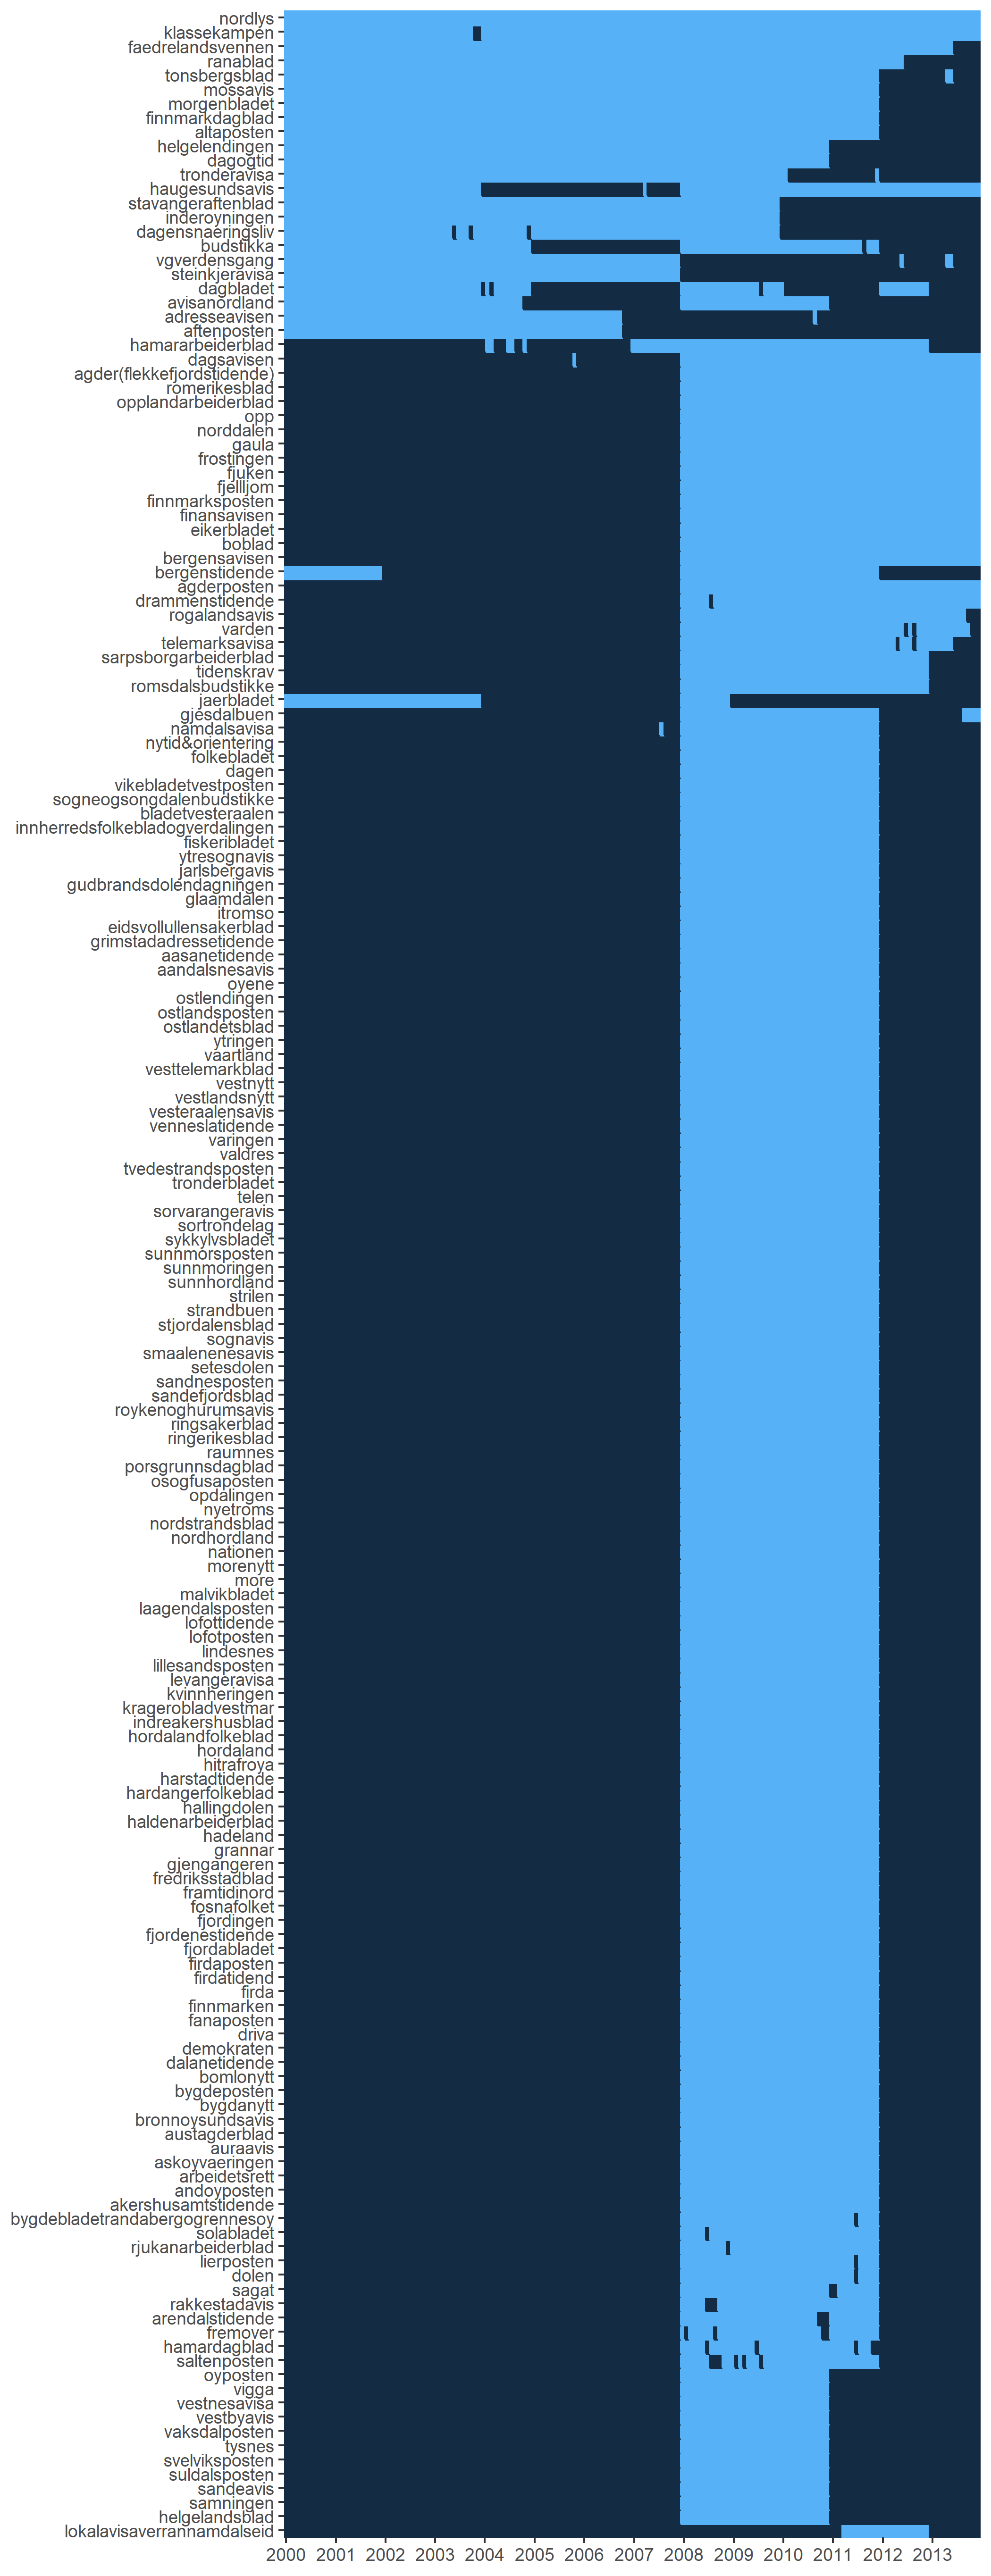 nordlys
klassekampen
faedrelandsvennen
ranablad
tonsbergsblad
mossavis
morgenbladet
finnmarkdagblad
altaposten
helgelendingen
dagogtid
tronderavisa
haugesundsavis
stavangeraftenblad
inderoyningen
dagensnaeringsliv
budstikka
vgverdensgang
steinkjeravisa
dagbladet
avisanordland
adresseavisen
aftenposten
hamararbeiderblad
dagsavisen
agder(flekkefjordstidende)
romerikesblad
opplandarbeiderblad
opp
norddalen
gaula
frostingen
fjuken
fjellljom
finnmarksposten
finansavisen
eikerbladet
boblad
bergensavisen
bergenstidende
agderposten
drammenstidende
rogalandsavis
varden
telemarksavisa
sarpsborgarbeiderblad
tidenskrav
romsdalsbudstikke
jaerbladet
gjesdalbuen
namdalsavisa
nytid&orientering
folkebladet
dagen
vikebladetvestposten
sogneogsongdalenbudstikke
bladetvesteraalen
innherredsfolkebladogverdalingen
fiskeribladet
ytresognavis
jarlsbergavis
gudbrandsdolendagningen
glaamdalen
itromso
eidsvollullensakerblad
grimstadadressetidende
aasanetidende
aandalsnesavis
oyene
ostlendingen
ostlandsposten
ostlandetsblad
ytringen
vaartland
vesttelemarkblad
vestnytt
vestlandsnytt
vesteraalensavis
venneslatidende
varingen
valdres
tvedestrandsposten
tronderbladet
telen
sorvarangeravis
sortrondelag
sykkylvsbladet
sunnmorsposten
sunnmoringen
sunnhordland
strilen
strandbuen
stjordalensblad
sognavis
smaalenenesavis
setesdolen
sandnesposten
sandefjordsblad
roykenoghurumsavis
ringsakerblad
ringerikesblad
raumnes
porsgrunnsdagblad
osogfusaposten
opdalingen
nyetroms
nordstrandsblad
nordhordland
nationen
morenytt
more
malvikbladet
laagendalsposten
lofottidende
lofotposten
lindesnes
lillesandsposten
levangeravisa
kvinnheringen
kragerobladvestmar
indreakershusblad
hordalandfolkeblad
hordaland
hitrafroya
harstadtidende
hardangerfolkeblad
hallingdolen
haldenarbeiderblad
hadeland
grannar
gjengangeren
fredriksstadblad
framtidinord
fosnafolket
fjordingen
fjordenestidende
fjordabladet
firdaposten
firdatidend
firda
finnmarken
fanaposten
driva
demokraten
dalanetidende
bomlonytt
bygdeposten
bygdanytt
bronnoysundsavis
austagderblad
auraavis
askoyvaeringen
arbeidetsrett
andoyposten
akershusamtstidende
bygdebladetrandabergogrennesoy
solabladet
rjukanarbeiderblad
lierposten
dolen
sagat
rakkestadavis
arendalstidende
fremover
hamardagblad
saltenposten
oyposten
vigga
vestnesavisa
vestbyavis
vaksdalposten
tysnes
svelviksposten
suldalsposten
sandeavis
samningen
helgelandsblad
lokalavisaverrannamdalseid
2000 2001 2002 2003 2004 2005 2006 2007 2008 2009 2010 2011 2012 2013